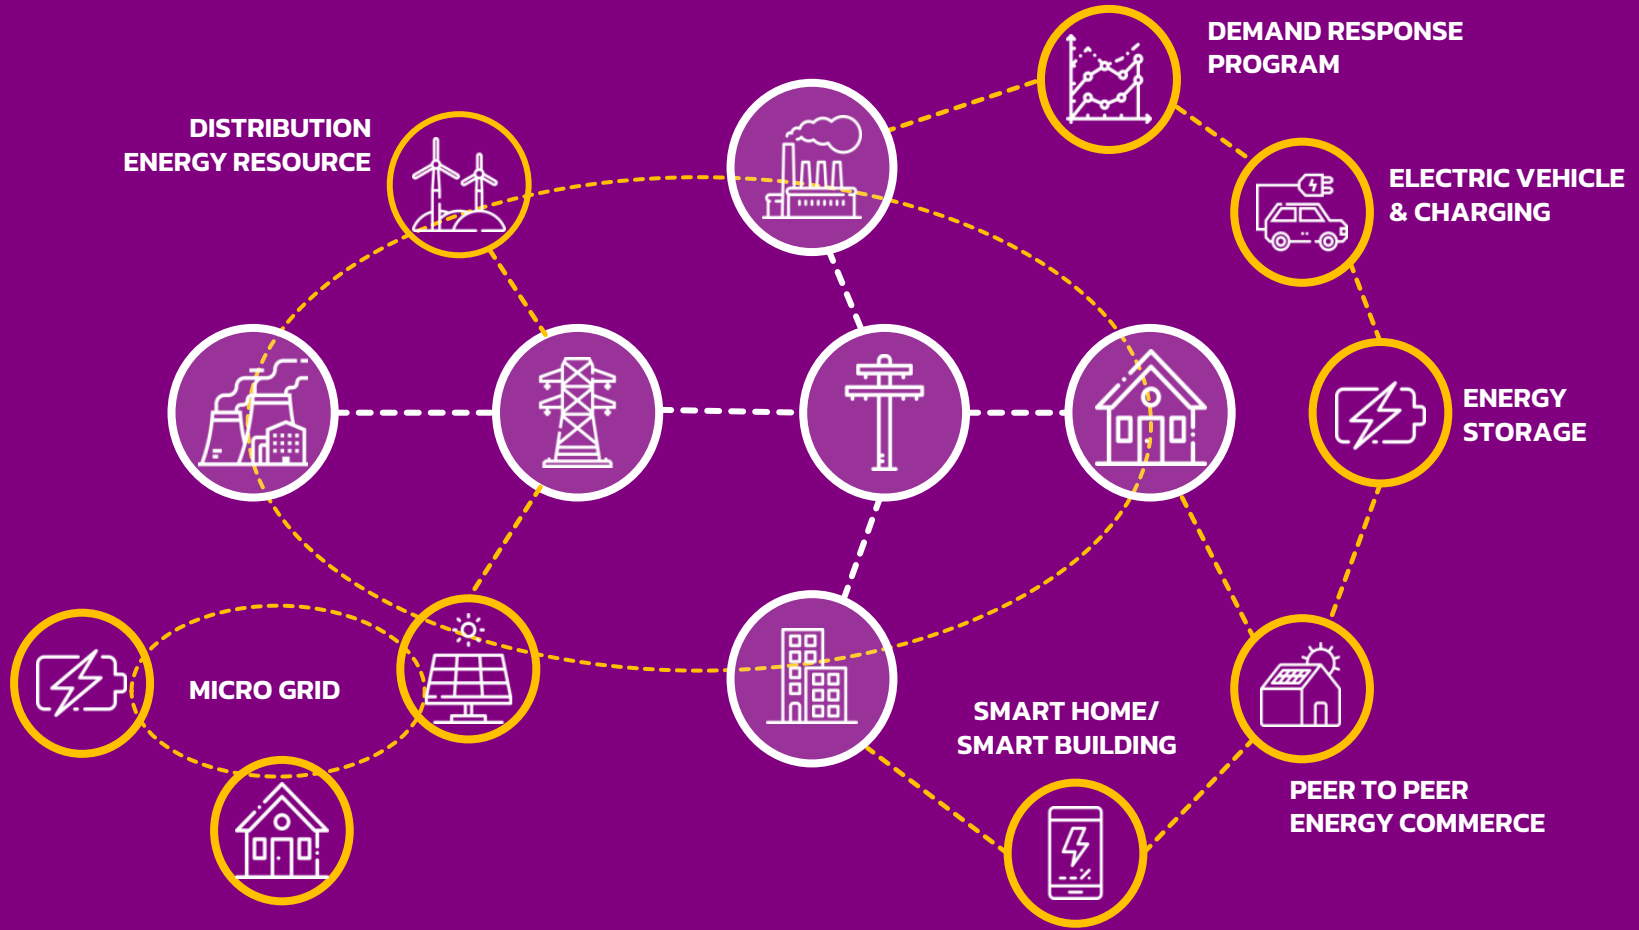 DEMAND RESPONSE
PROGRAM
DISTRIBUTION
ENERGY RESOURCE
ELECTRIC VEHICLE
& CHARGING
ENERGY
STORAGE
MICRO GRID
SMART HOME/
SMART BUILDING
PEER TO PEER
ENERGY COMMERCE